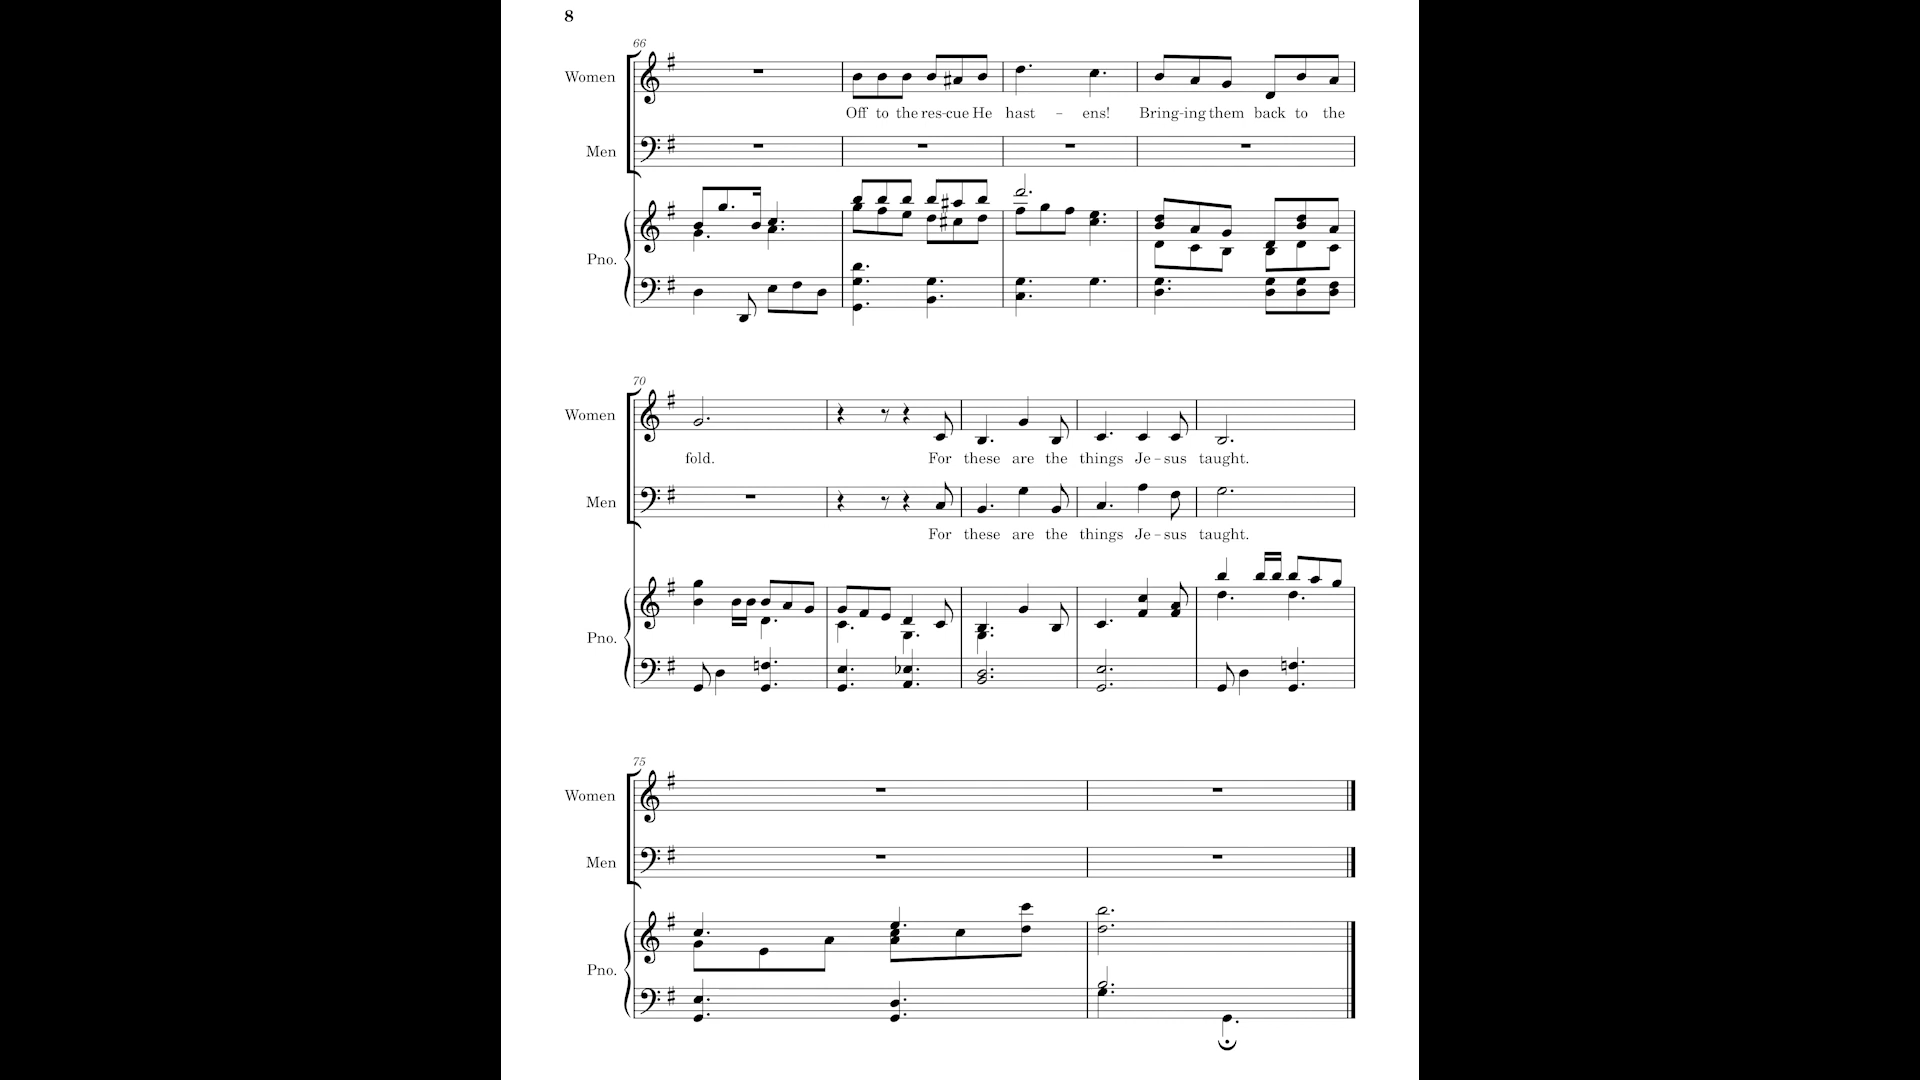 8
66
Women
Off to the res-cue He hast - ens! Bring-ing them back to the
Men
Pno.
70
Women
fold. For these are the things Je-sus taught.
Men
For these are the things Je-sus taught.
Pno.
75
Women
Men
Pno.